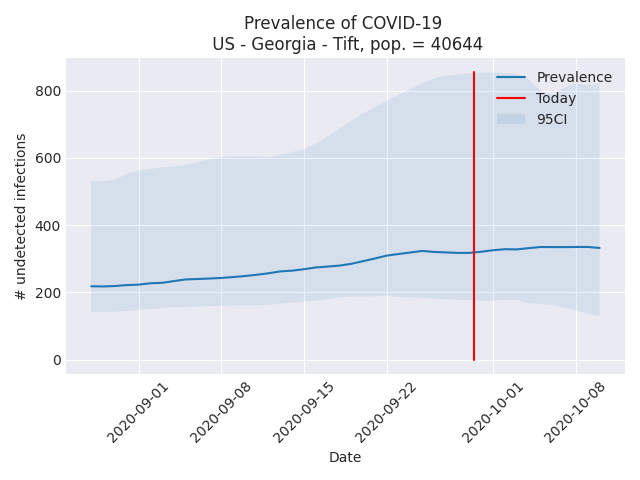 Prevalence of COVID-19
US - Georgia - Tift, pop. = 40644
Prevalence
Today
95CI
800
600
400
200
0
# undetected infections
2020-09-01
2020-09-08
2020-09-15
2020-09-22
2020-10-01
2020-10-08
Date